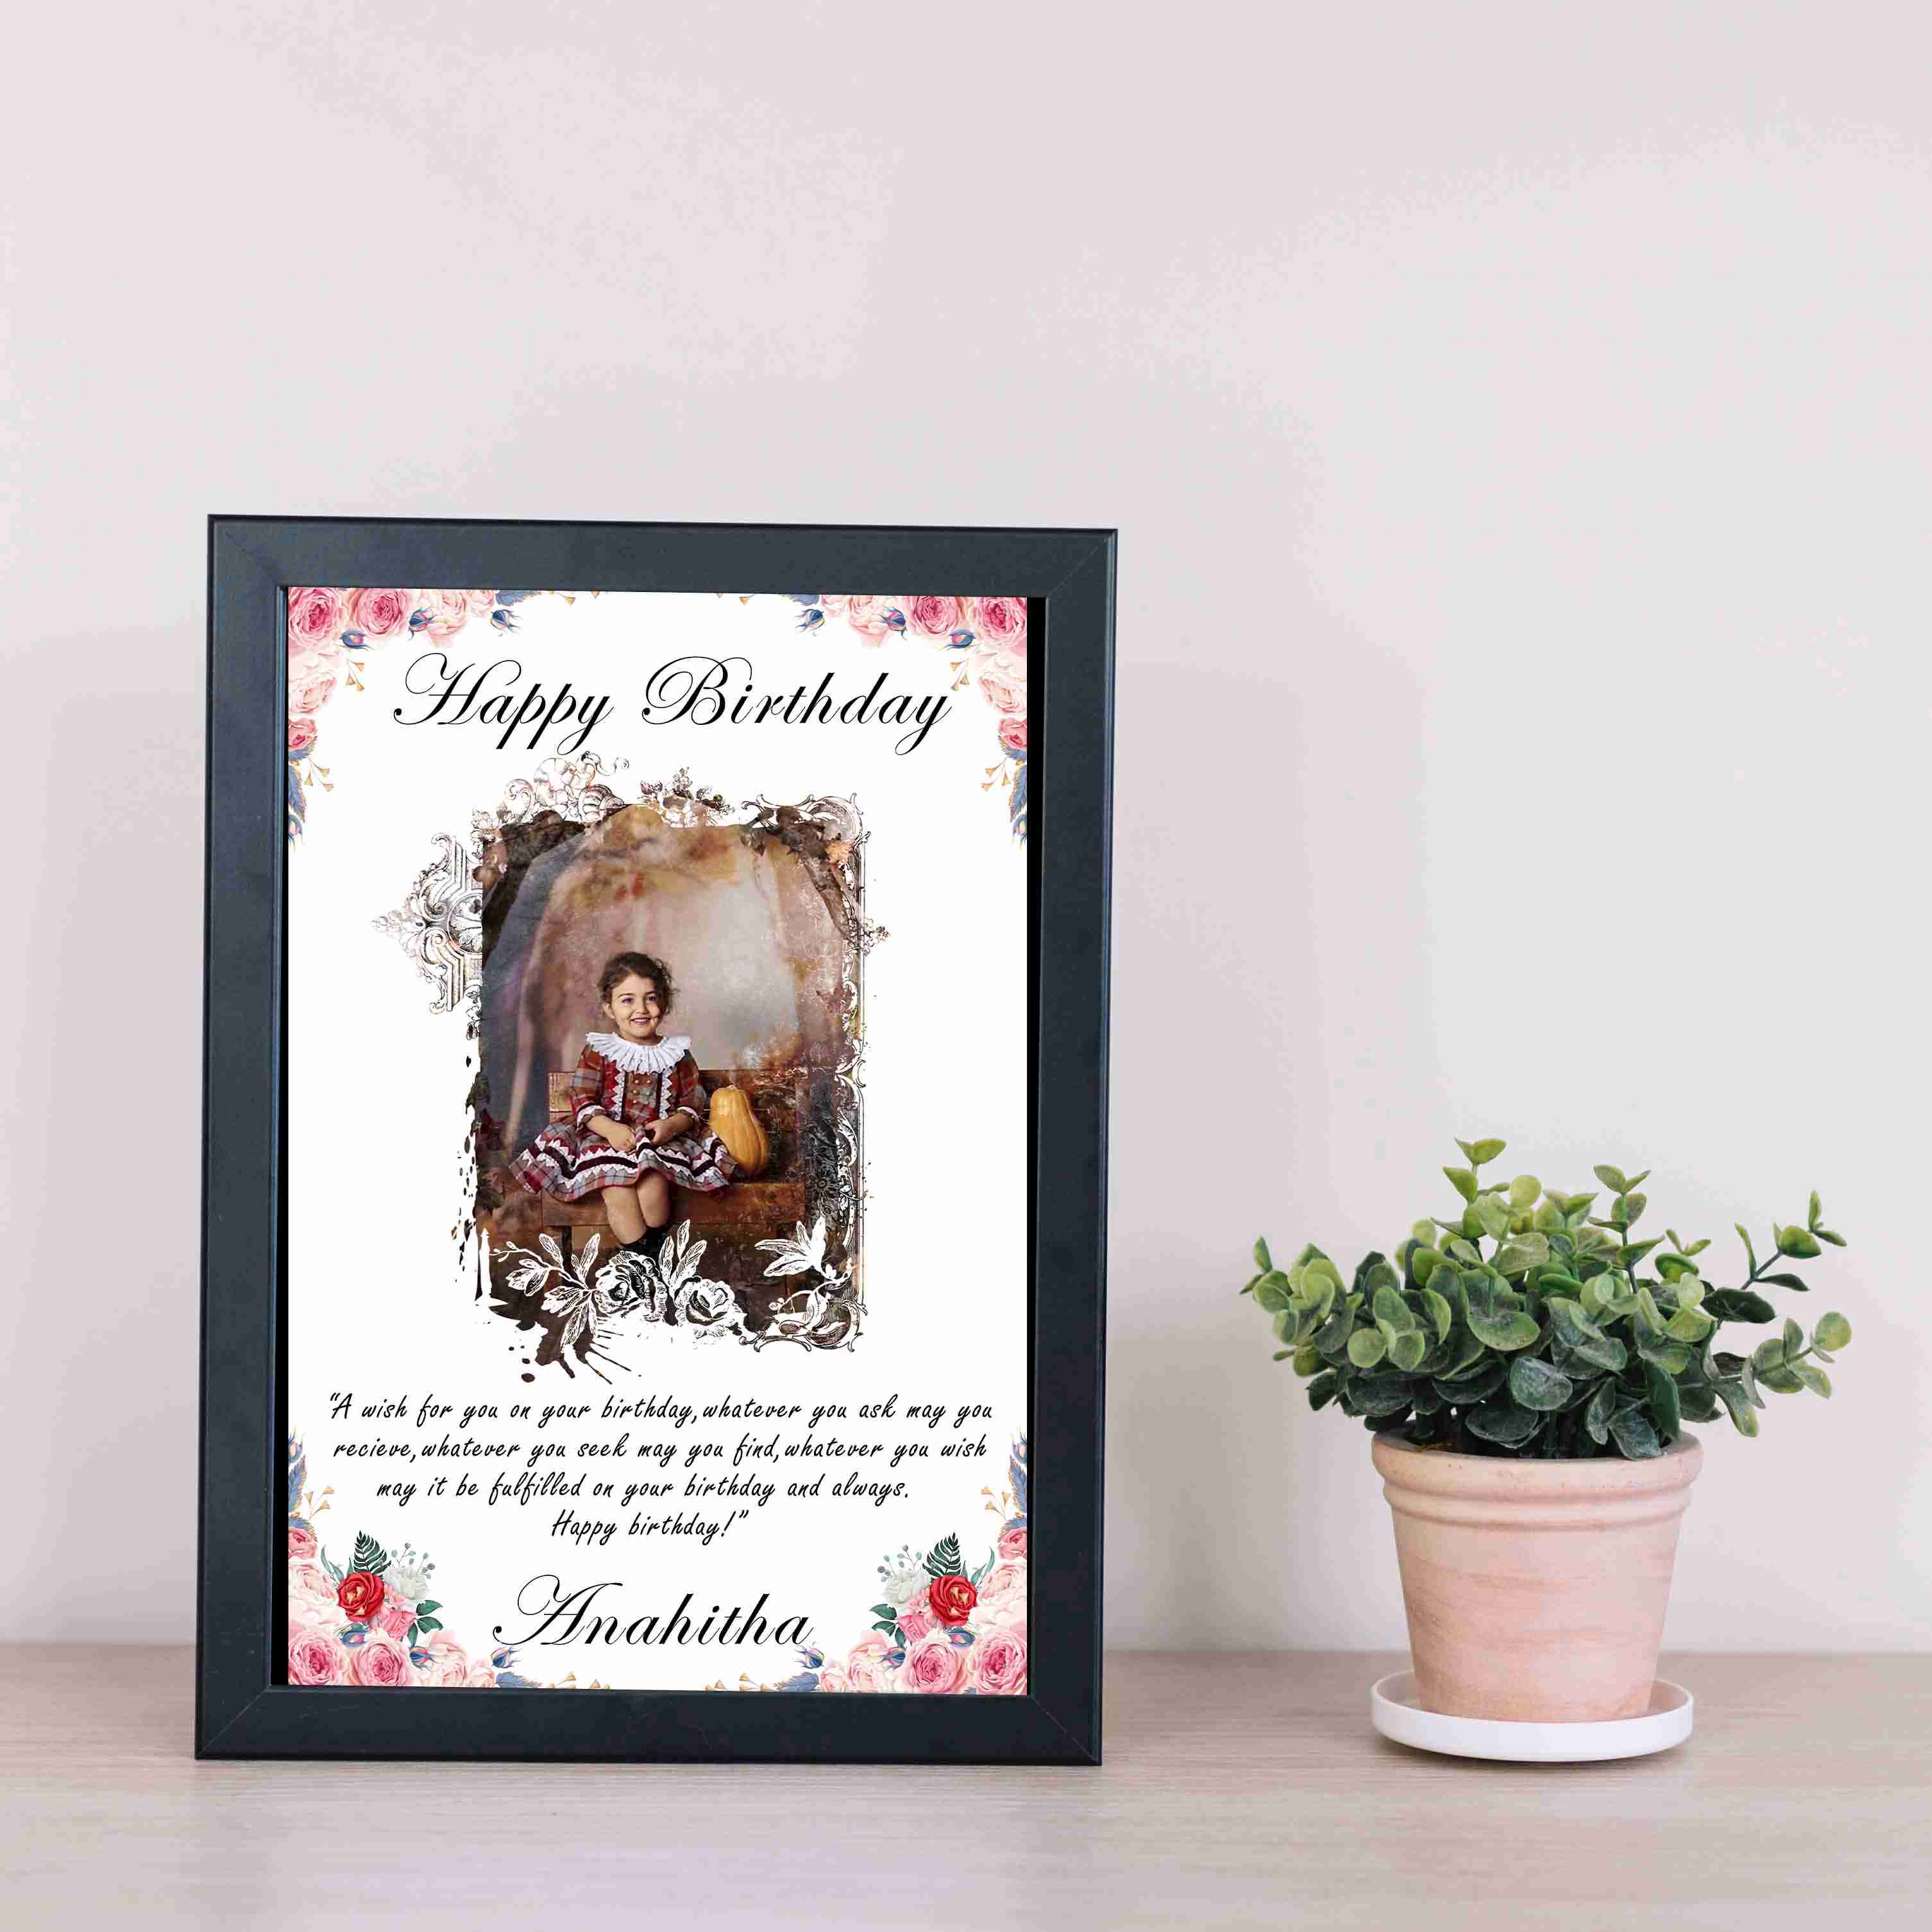 Happy Birthday
“A wish for you on your birthday,whatever you ask may you
recieve,whatever you seek may you find,whatever you wish
may it be fulfilled on your birthday and always.
Happy birthday!”
Anahitha